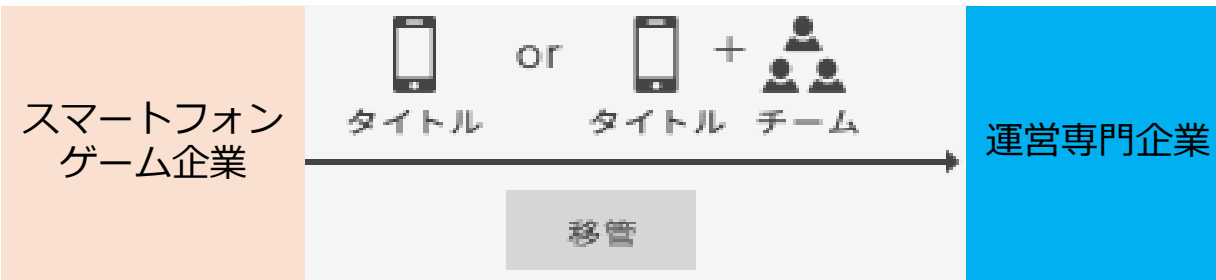 スマートフォン
ゲーム企業
タイトル or タイトル + チーム
移管
運営専門企業